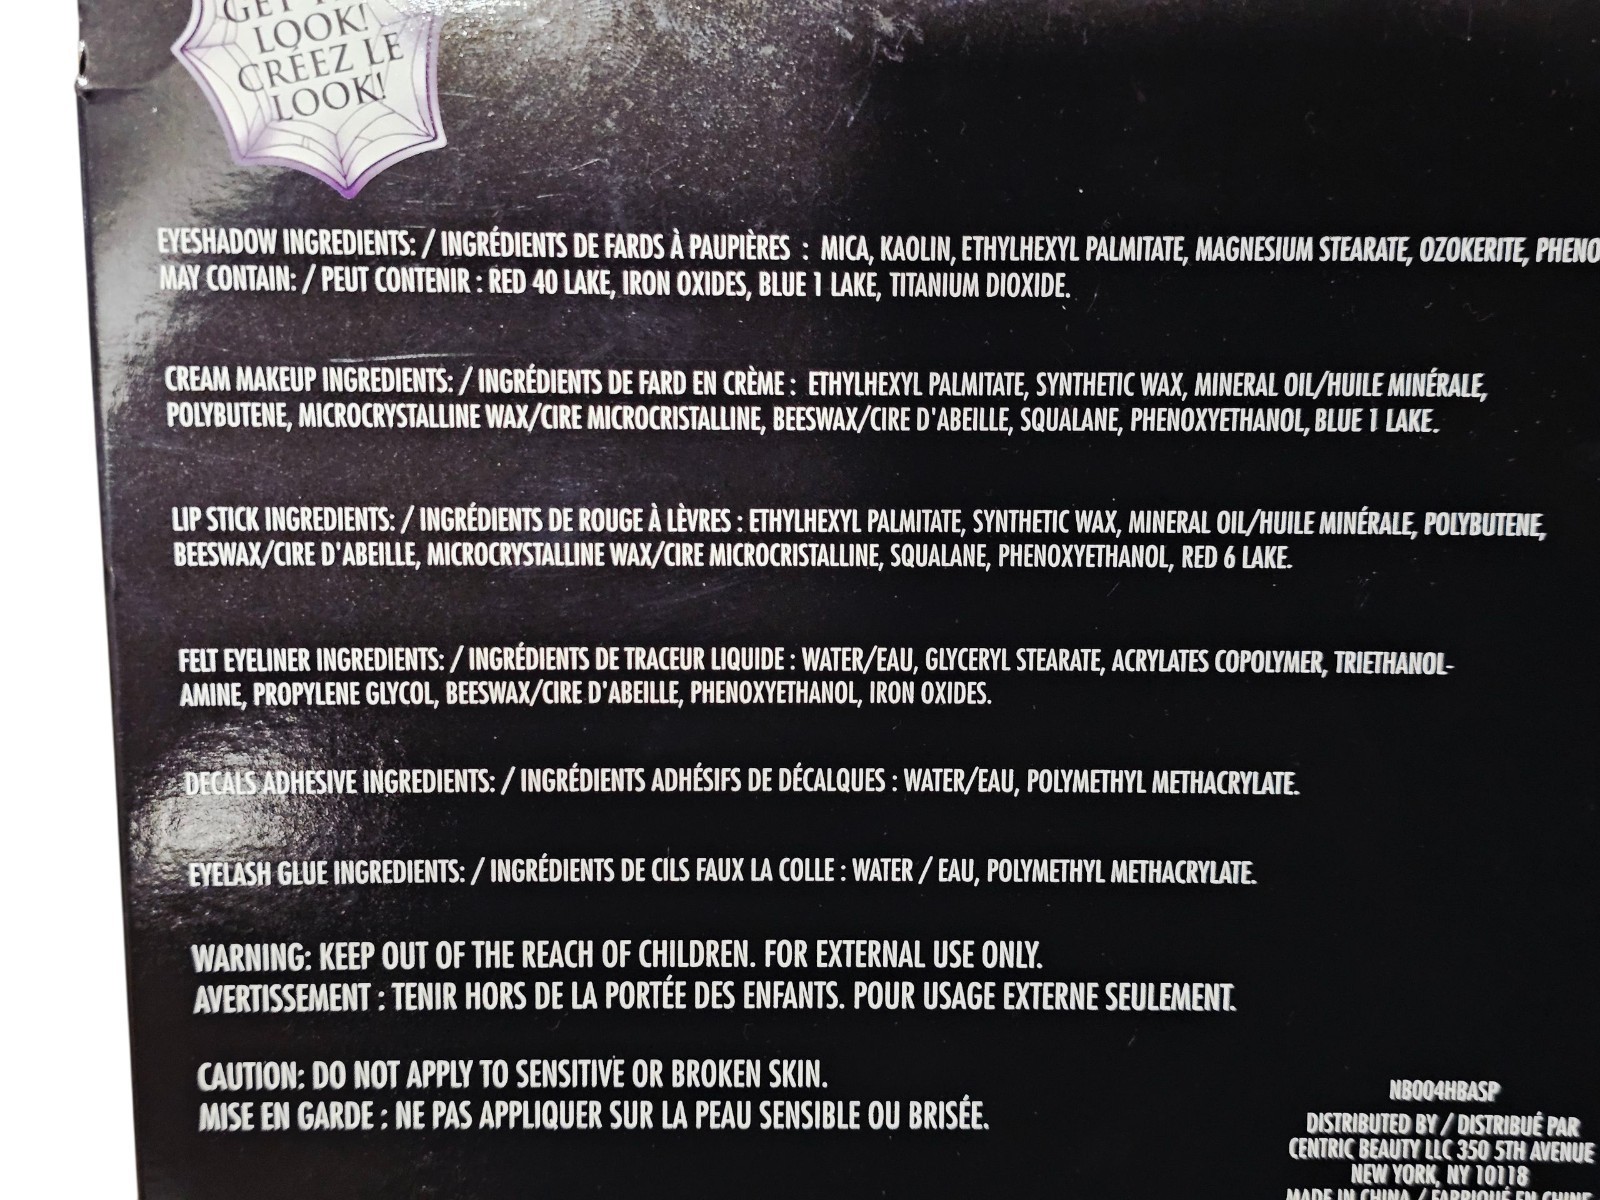 LOOK!
CRÉEZ LE
LOOK!
EYESHADOW INGREDIENTS: / INGRÉDIENTS DE FARDS À PAUPIÈRES : MICA, KAOLIN, ETHYLHEXYL PALMITATE, MAGNESIUM STEARATE, OZOKERITE, PHENO
MAY CONTAIN: / PEUT CONTENIR : RED 40 LAKE, IRON OXIDES, BLUE 1 LAKE, TITANIUM DIOXIDE.
CREAM MAKEUP INGREDIENTS: / INGRÉDIENTS DE FARD EN CRÈME : ETHYLHEXYL PALMITATE, SYNTHETIC WAX, MINERAL OIL/HUILE MINÉRALE,
POLYBUTENE, MICROCRYSTALLINE WAX/CIRE MICROCRISTALLINE, BEESWAX/CIRE D'ABEILLE, SQUALANE, PHENOXYETHANOL, BLUE 1 LAKE.
LIP STICK INGREDIENTS: / INGRÉDIENTS DE ROUGE À LÈVRES : ETHYLHEXYL PALMITATE, SYNTHETIC WAX, MINERAL OIL/HUILE MINÉRALE, POLYBUTENE,
BEESWAX/CIRE D'ABEILLE, MICROCRYSTALLINE WAX/CIRE MICROCRISTALLINE, SQUALANE, PHENOXYETHANOL, RED 6 LAKE.
FELT EYELINER INGREDIENTS: / INGRÉDIENTS DE TRACEUR LIQUIDE : WATER/EAU, GLYCERYL STEARATE, ACRYLATES COPOLYMER, TRIETHANOL-
AMINE, PROPYLENE GLYCOL, BEESWAX/CIRE D'ABEILLE, PHENOXYETHANOL, IRON OXIDES.
DECALS ADHESIVE INGREDIENTS: / INGRÉDIENTS ADHÉSIFS DE DÉCALQUES : WATER/EAU, POLYMETHYL METHACRYLATE.
EYELASH GLUE INGREDIENTS: / INGRÉDIENTS DE CILS FAUX LA COLLE : WATER / EAU, POLYMETHYL METHACRYLATE.
WARNING: KEEP OUT OF THE REACH OF CHILDREN. FOR EXTERNAL USE ONLY.
AVERTISSEMENT : TENIR HORS DE LA PORTÉE DES ENFANTS. POUR USAGE EXTERNE SEULEMENT.
CAUTION: DO NOT APPLY TO SENSITIVE OR BROKEN SKIN.
MISE EN GARDE : NE PAS APPLIQUER SUR LA PEAU SENSIBLE OU BRISÉE.
NB004HBASP
DISTRIBUTED BY / DISTRIBUÉ PAR
CENTRIC BEAUTY LLC 350 5TH AVENUE
NEW YORK, NY 10118
MADE IN CHINA / FABRIQUÉ EN CHINE